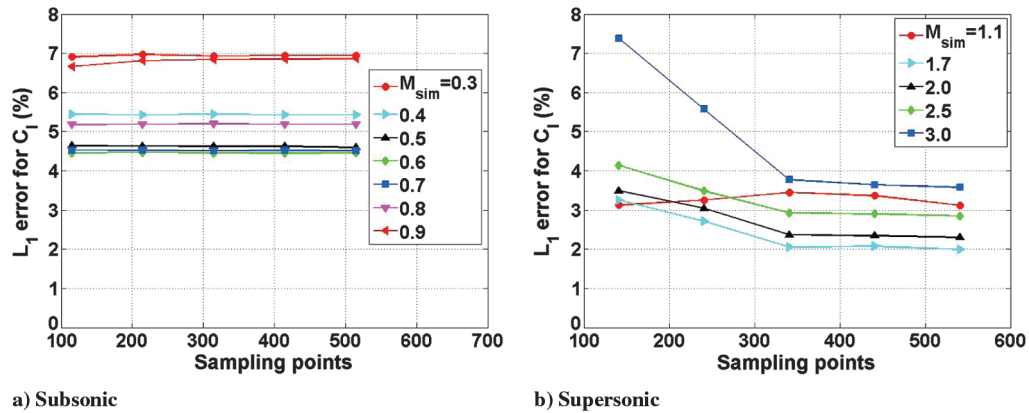 8
7
6
5
4
3
2
1
0
L1 error for Cl (%)
100 200 300 400 500 600 700
Sampling points
Msim=0.3
0.4
0.5
0.6
0.7
0.8
0.9
a) Subsonic
8
7
6
5
4
3
2
1
0
L1 error for Cl (%)
100 200 300 400 500 600
Sampling points
Msim=1.1
1.7
2.0
2.5
3.0
b) Supersonic